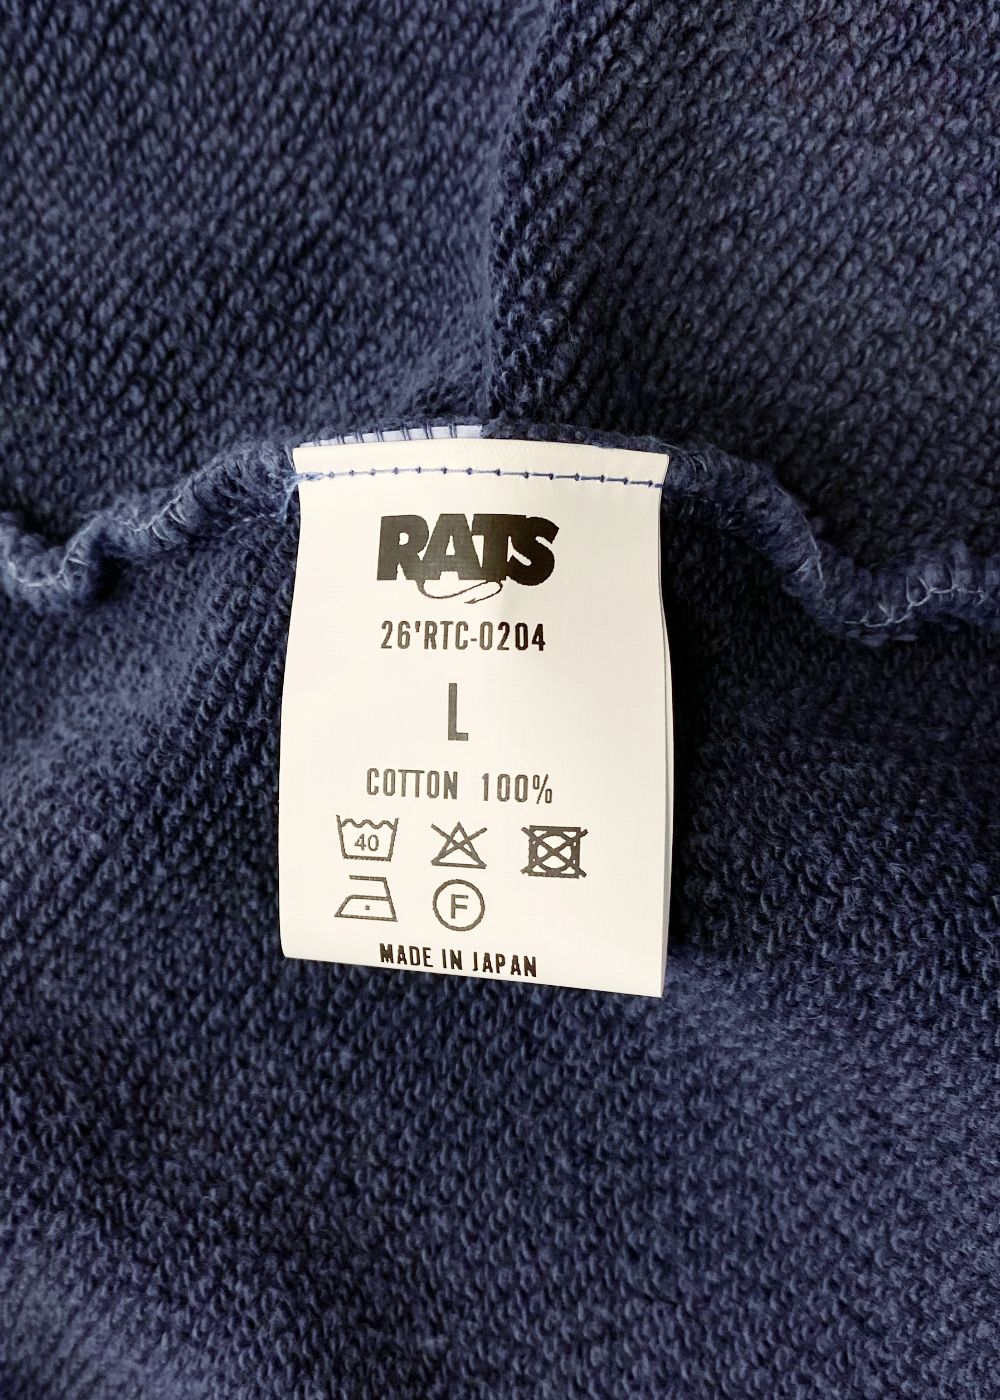 RATS
26'RTC-0204
L
COTTON 100%
40
F
MADE IN JAPAN